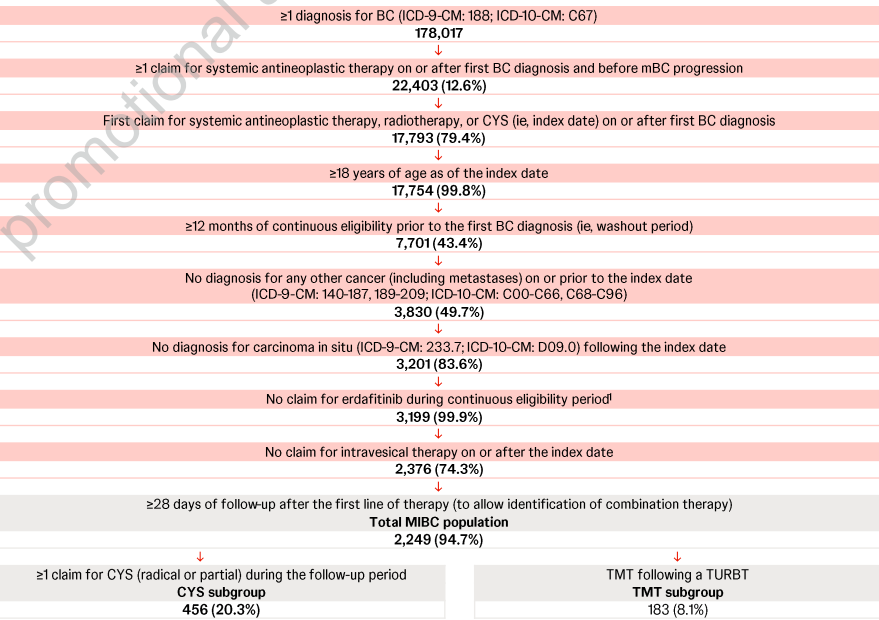 ≥1 diagnosis for BC (ICD-9-CM: 188; ICD-10-CM: C67)
178,017
↓
≥1 claim for systemic antineoplastic therapy on or after first BC diagnosis and before mBC progression
22,403 (12.6%)
↓
First claim for systemic antineoplastic therapy, radiotherapy, or CYS (ie, index date) on or after first BC diagnosis
17,793 (79.4%)
↓
≥18 years of age as of the index date
17,754 (99.8%)
↓
≥12 months of continuous eligibility prior to the first BC diagnosis (ie, washout period)
7,701 (43.4%)
↓
No diagnosis for any other cancer (including metastases) on or prior to the index date
(ICD-9-CM: 140-187, 189-209; ICD-10-CM: C00-C66, C68-C96)
3,830 (49.7%)
↓
No diagnosis for carcinoma in situ (ICD-9-CM: 233.7; ICD-10-CM: D09.0) following the index date
3,201 (83.6%)
↓
No claim for erdafitinib during continuous eligibility period¶
3,199 (99.9%)
↓
No claim for intravesical therapy on or after the index date
2,376 (74.3%)
↓
≥28 days of follow-up after the first line of therapy (to allow identification of combination therapy)
Total MIBC population
2,249 (94.7%)
↓ ↓
≥1 claim for CYS (radical or partial) during the follow-up period
CYS subgroup
456 (20.3%)
TMT following a TURBT
TMT subgroup
183 (8.1%)
promotional